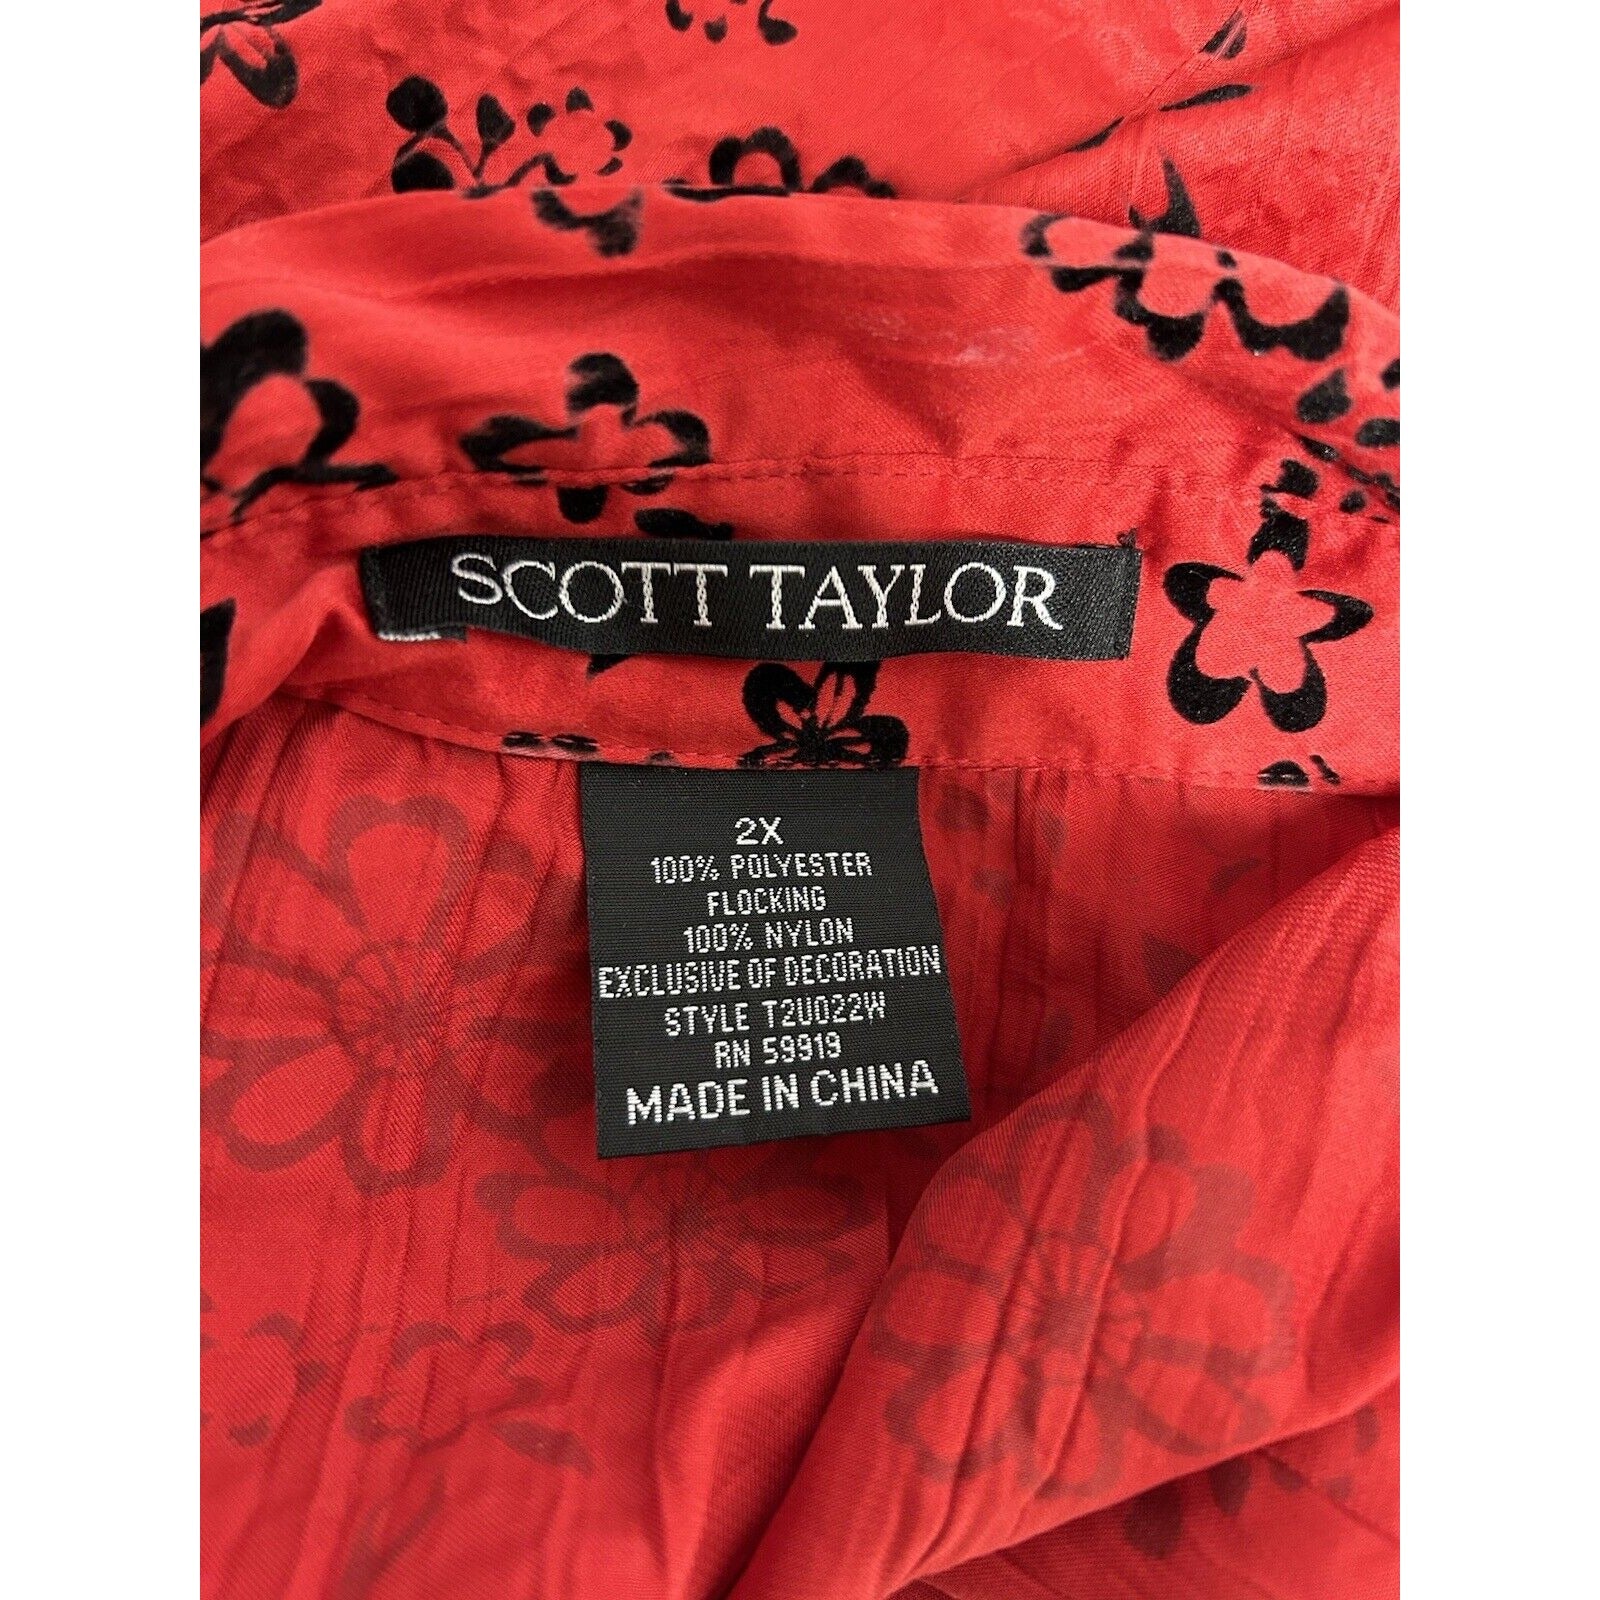 SCOTT TAYLOR
2X
100% POLYESTER
FLOCKING
100% NYLON
EXCLUSIVE OF DECORATION
STYLE T2U022W
RN 59919
MADE IN CHINA